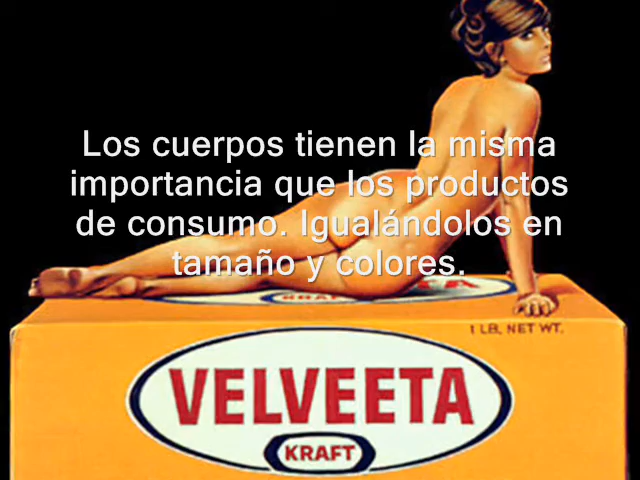 Los cuerpos tienen la misma
importancia que los productos
de consumo. Igualándolos en
tamaño y colores.
1 LB. NET WT.
VELVEETA
KRAFT